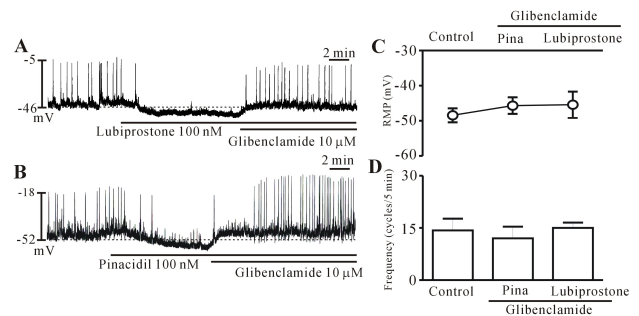 A
-5
-46
mV
2 min
Lubiprostone 100 nM
Glibenclamide 10 μM
B
-18
-52
mV
2 min
Pinacidil 100 nM
Glibenclamide 10 μM
C
Glibenclamide
Control
Pina
Lubiprostone
-30
-40
-50
-60
RMP (mV)
D
15
0
30
Frequency (cycles/5 min)
Control
Pina
Lubiprostone
Glibenclamide